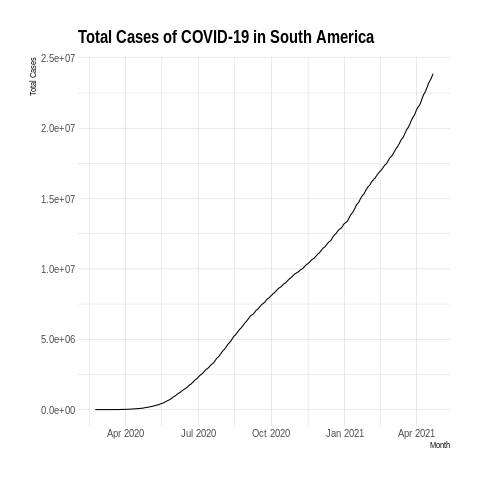 Total Cases of COVID-19 in South America
Total Cases
2.5e+07
2.0e+07
1.5e+07
1.0e+07
5.0e+06
0.0e+00
Apr 2020 Jul 2020 Oct 2020 Jan 2021 Apr 2021
Month